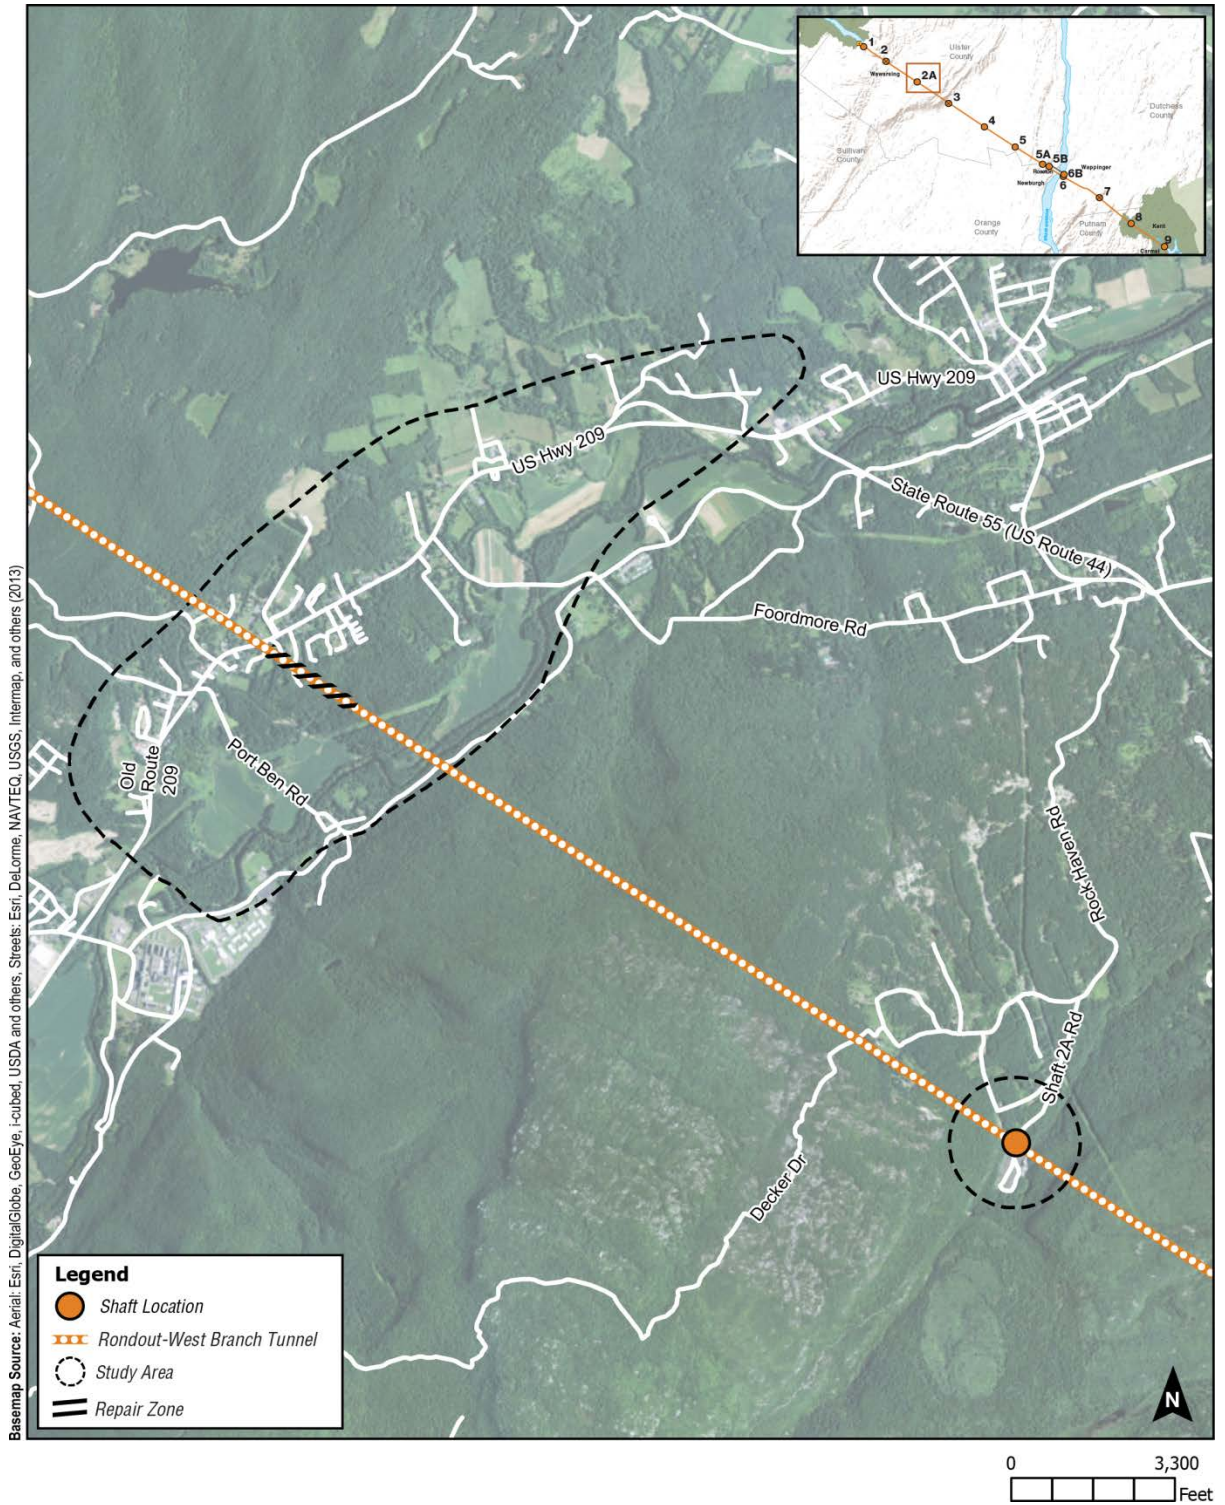 1
2
Ulster
County
Wawarsing
2A
3
Dutchess
County
4
Sullivan
County
5
5A
5B
Wappinger
6B
Newburgh
6
7
Orange
County
Putnam
County
8
Kent
9
Carmel
US Hwy 209
US Hwy 209
State Route 55 (US Route 44)
Foordmore Rd
Old
Route
209
Port Ben Rd
Rock Haven Rd
Shaft 2A Rd
Decker Dr
Basemap Source: Aerial: Esri, DigitalGlobe, GeoEye, i-cubed, USDA and others, Streets: Esri, DeLorme, NAVTEQ, USGS, Intermap, and others (2013)
Legend
Shaft Location
Rondout-West Branch Tunnel
Study Area
Repair Zone
N
0 3,300
Feet